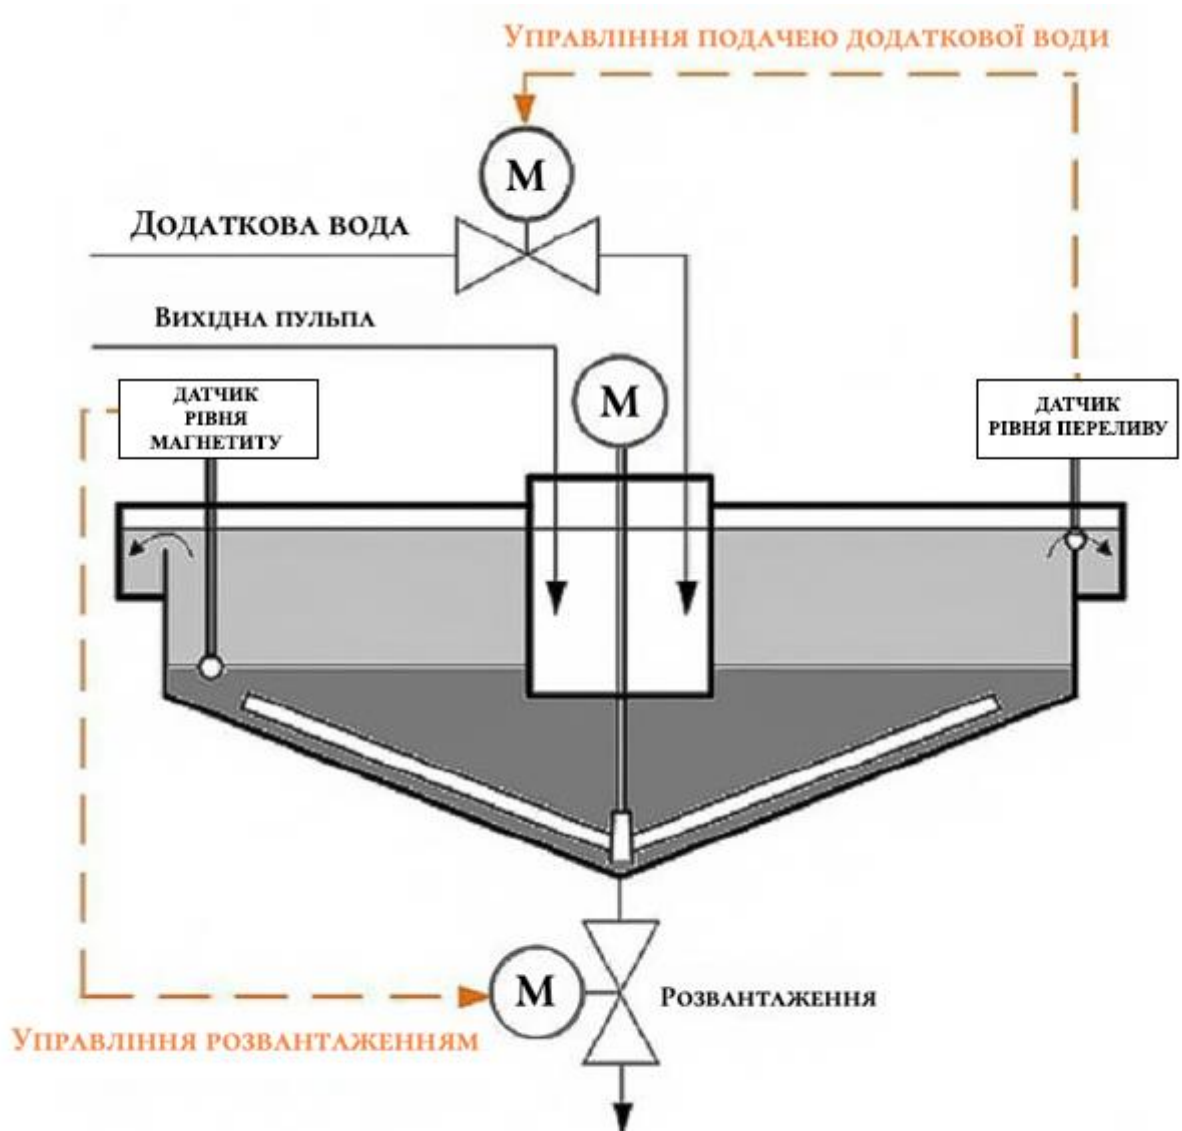 Управління подачею додаткової води
М
Додаткова вода
Вихідна пульпа
М
ДАТЧИК
РІВНЯ
МАГНЕТИТУ
ДАТЧИК
РІВНЯ ПЕРЕЛИВУ
М
Розвантаження
Управління розвантаженням